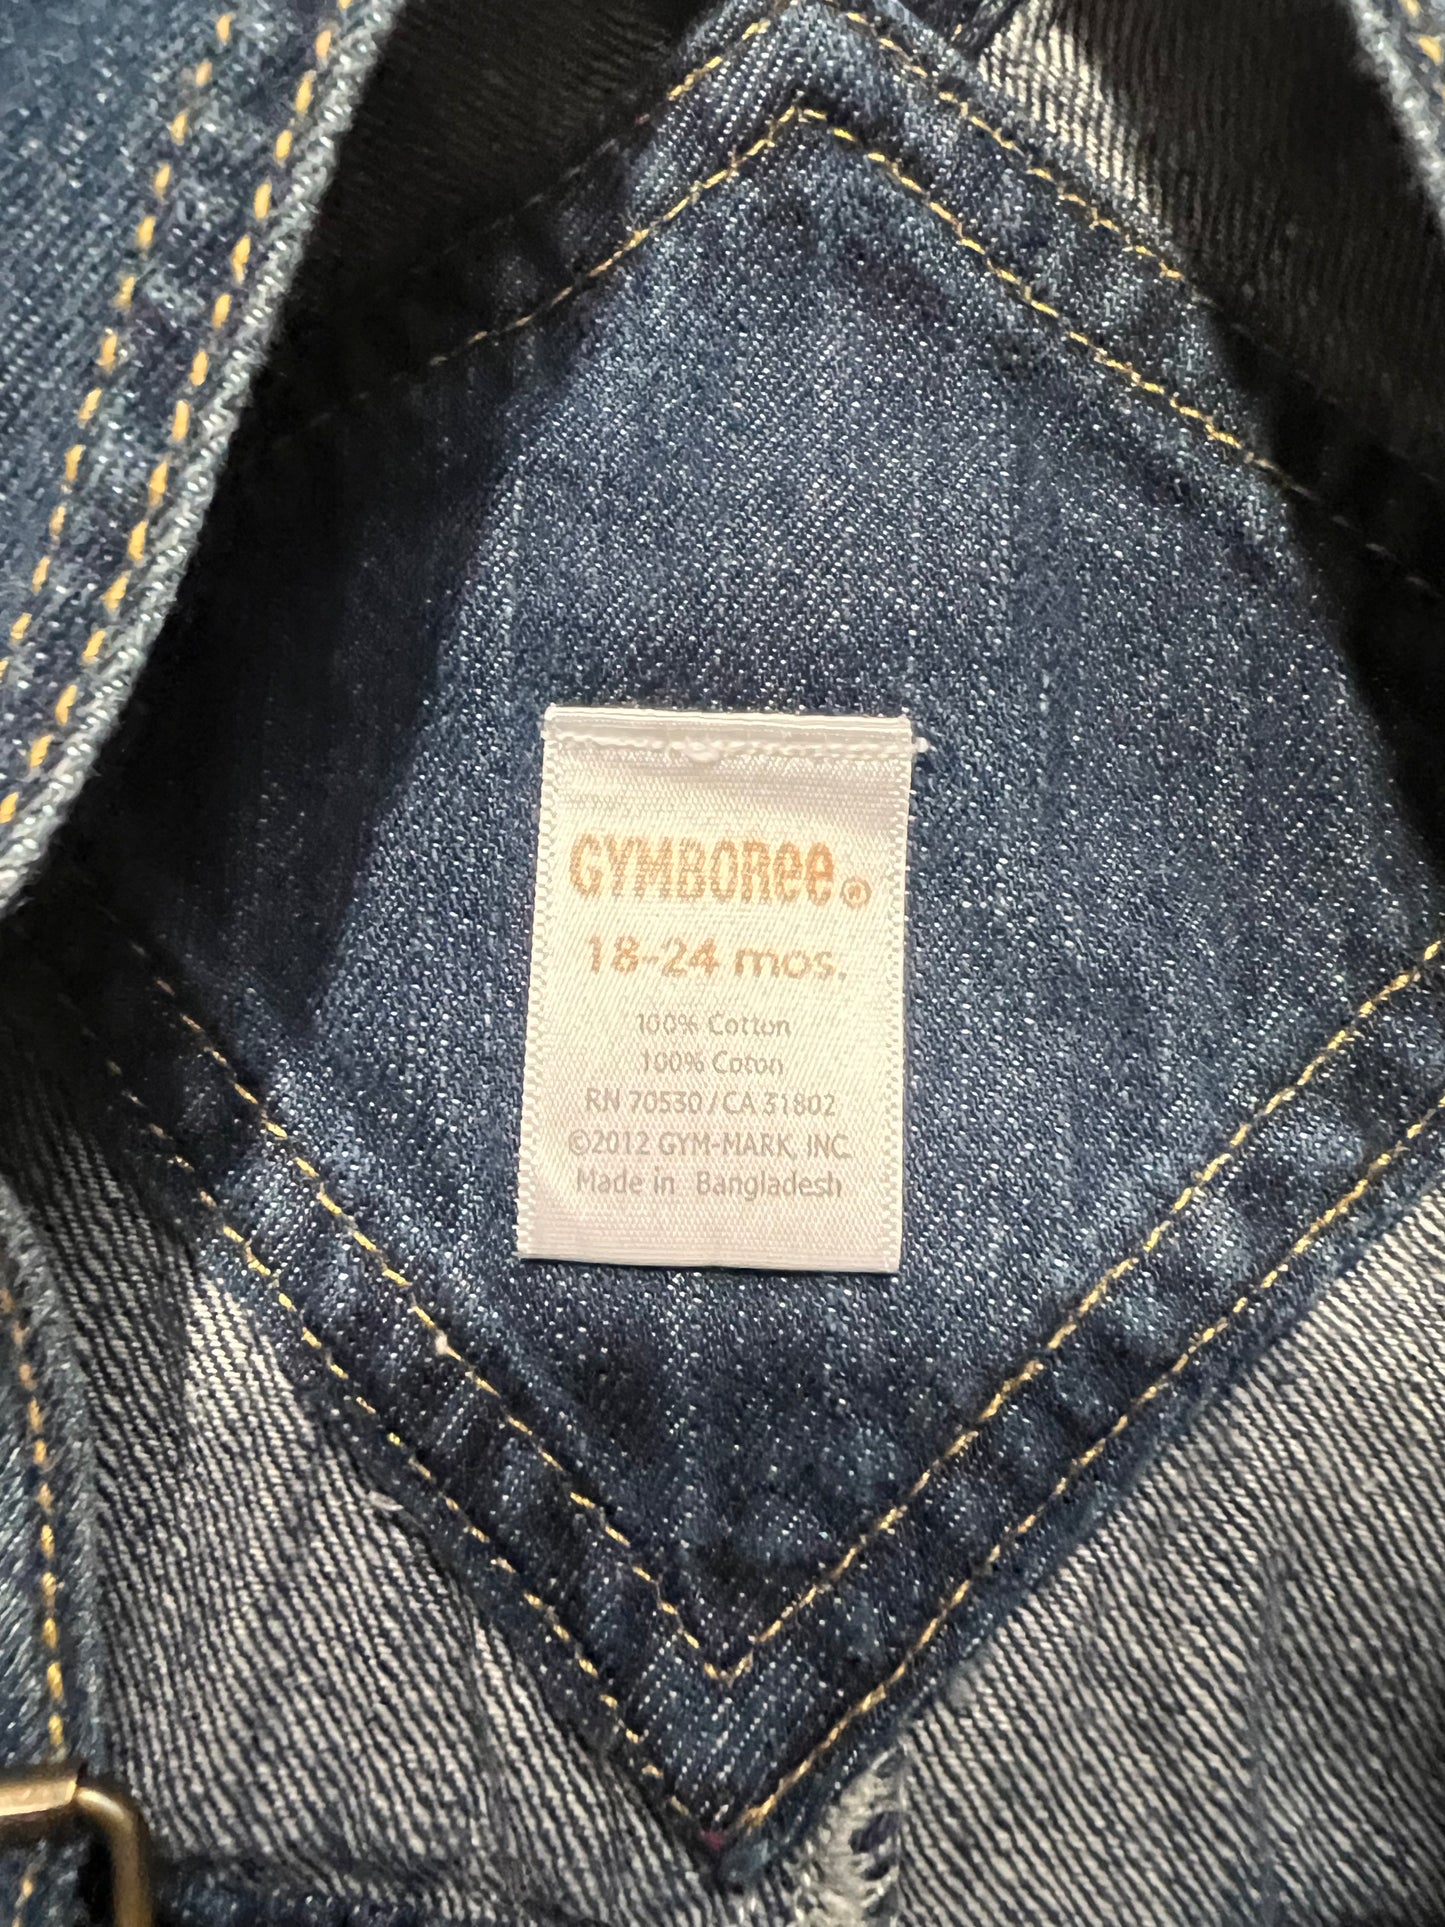 GYMBORee®
18-24 mos.
100% Cotton
100% Coton
RN 70530/CA 31802
©2012 GYM-MARK, INC.
Made in Bangladesh